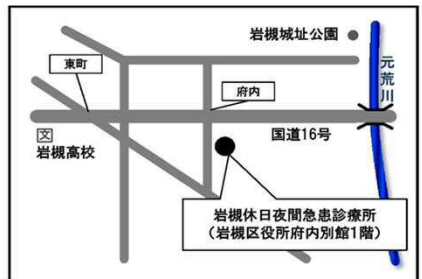 岩槻城址公園
東町
府内
元荒川
国道16号
文
岩槻高校
岩槻休日夜間急患診療所
（岩槻区役所府内別館1階）